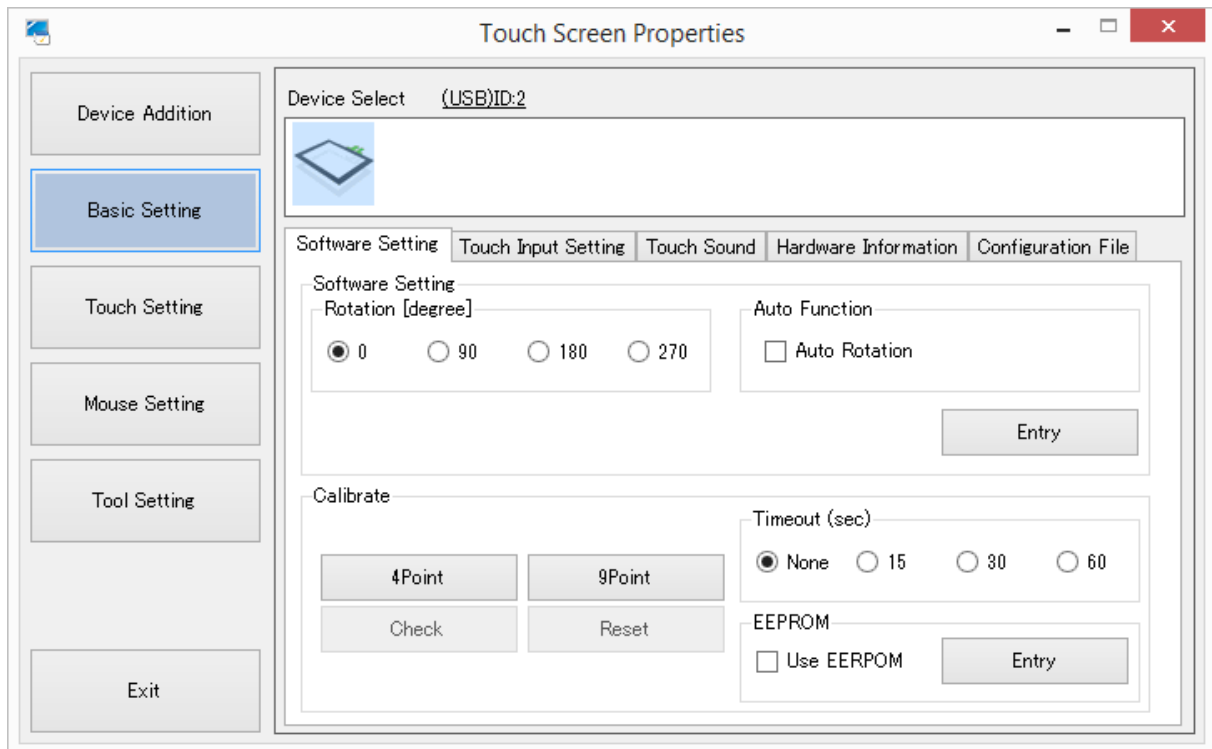 Touch Screen Properties
Device Addition
Basic Setting
Touch Setting
Mouse Setting
Tool Setting
Exit
Device Select (USB)ID:2
Software Setting Touch Input Setting Touch Sound Hardware Information Configuration File
Software Setting
Rotation [degree]
0 90 180 270
Auto Function
Auto Rotation
Entry
Calibrate
4Point 9Point
Check Reset
Timeout (sec)
None 15 30 60
EEPROM
Use EERPOM Entry